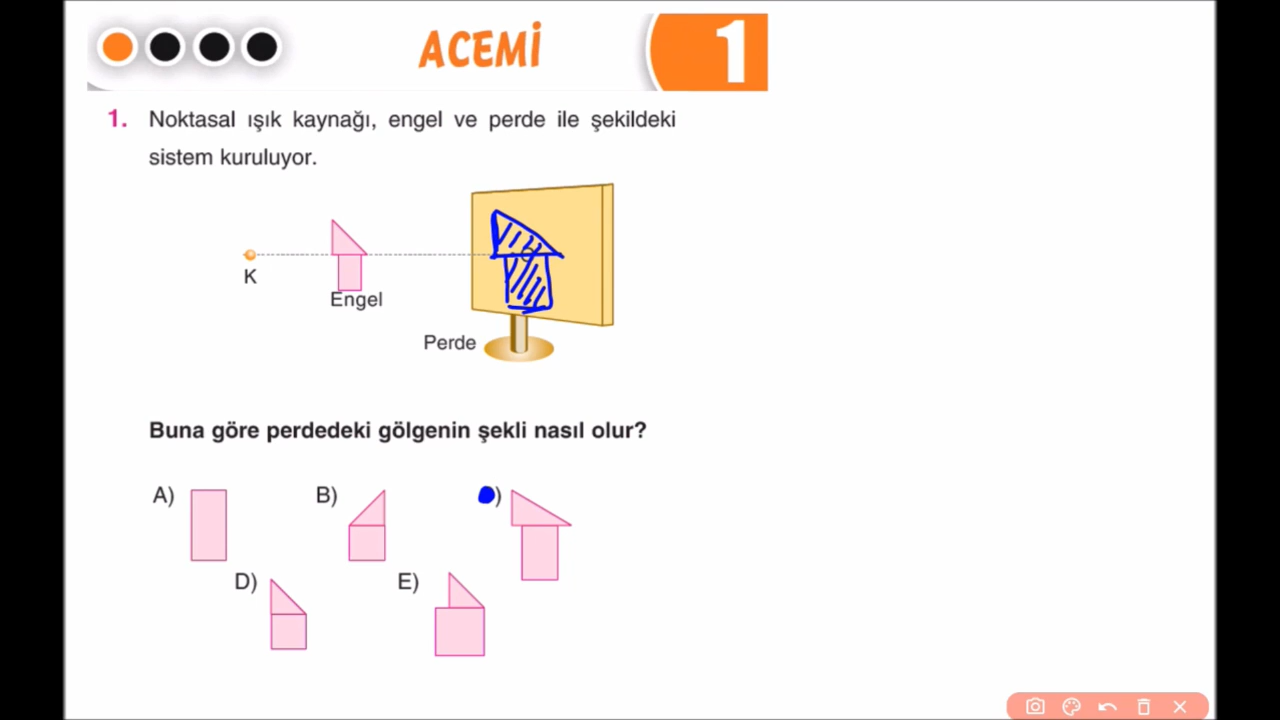 ACEMİ
1
1. Noktasal ışık kaynağı, engel ve perde ile şekildeki
sistem kuruluyor.
K
Engel
Perde
Buna göre perdedeki gölgenin şekli nasıl olur?
A)
B)
)
D)
E)